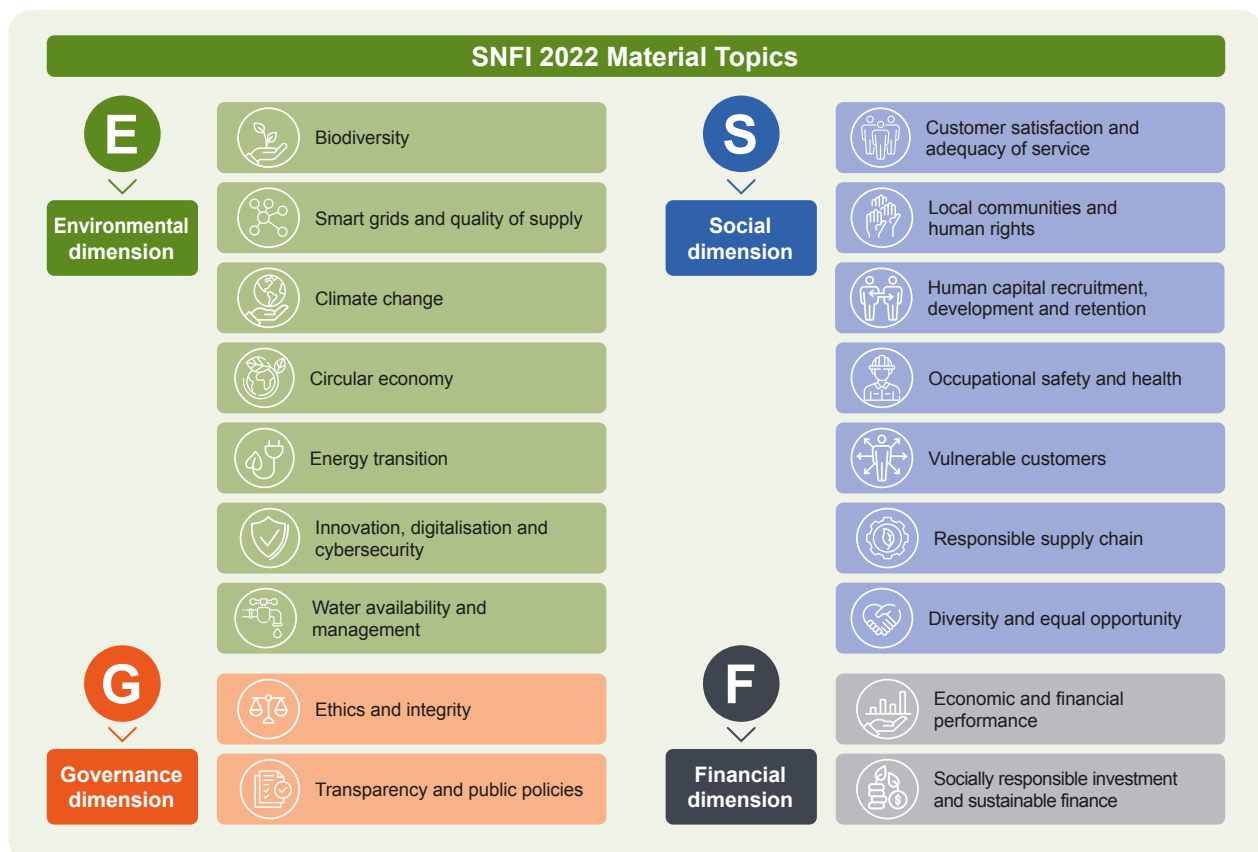 SNFI 2022 Material Topics
E
Environmental
dimension
Biodiversity
Smart grids and quality of supply
Climate change
Circular economy
Energy transition
Innovation, digitalisation and
cybersecurity
Water availability and
management
S
Social
dimension
Customer satisfaction and
adequacy of service
Local communities and
human rights
Human capital recruitment,
development and retention
Occupational safety and health
Vulnerable customers
Responsible supply chain
Diversity and equal opportunity
G
Governance
dimension
Ethics and integrity
Transparency and public policies
F
Financial
dimension
Economic and financial
performance
Socially responsible investment
and sustainable finance